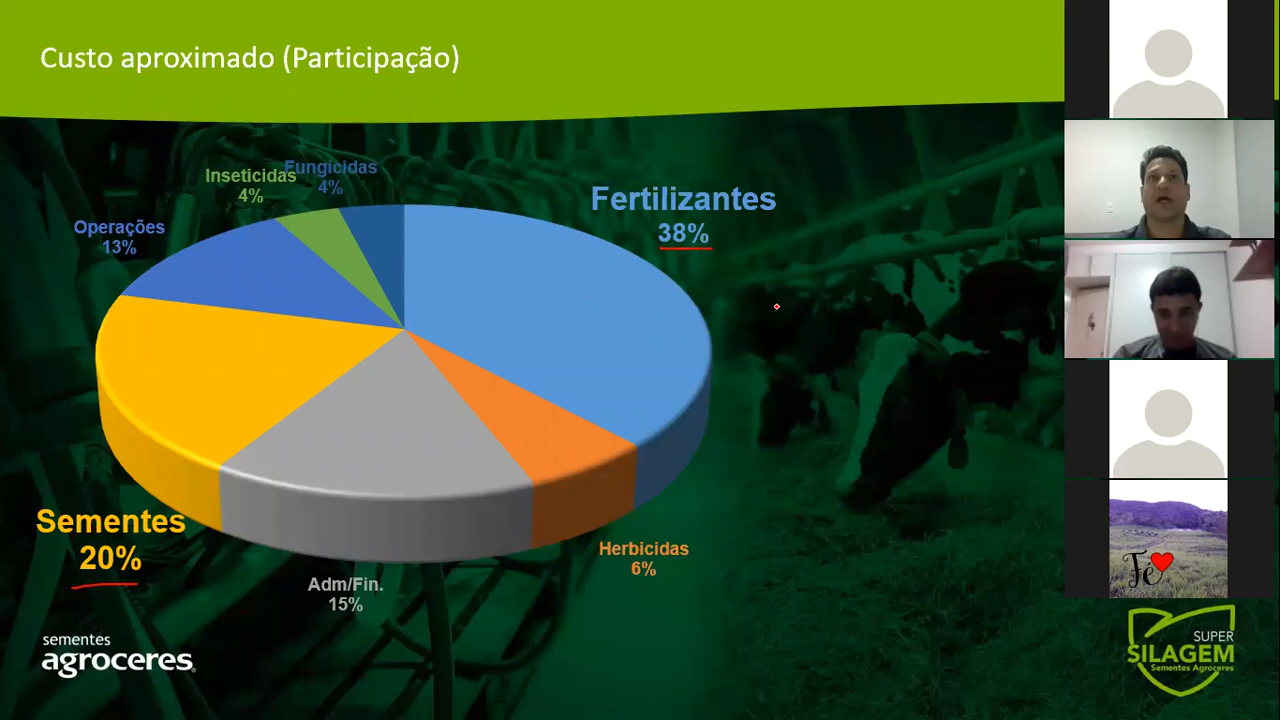 Custo aproximado (Participação)
Fungicidas
4%
Inseticidas
4%
Fertilizantes
38%
Operações
13%
Sementes
20%
Herbicidas
6%
Adm/Fin.
15%
sementes
agroceres
SUPER
SILAGEM
Sementes Agroceres
Fé